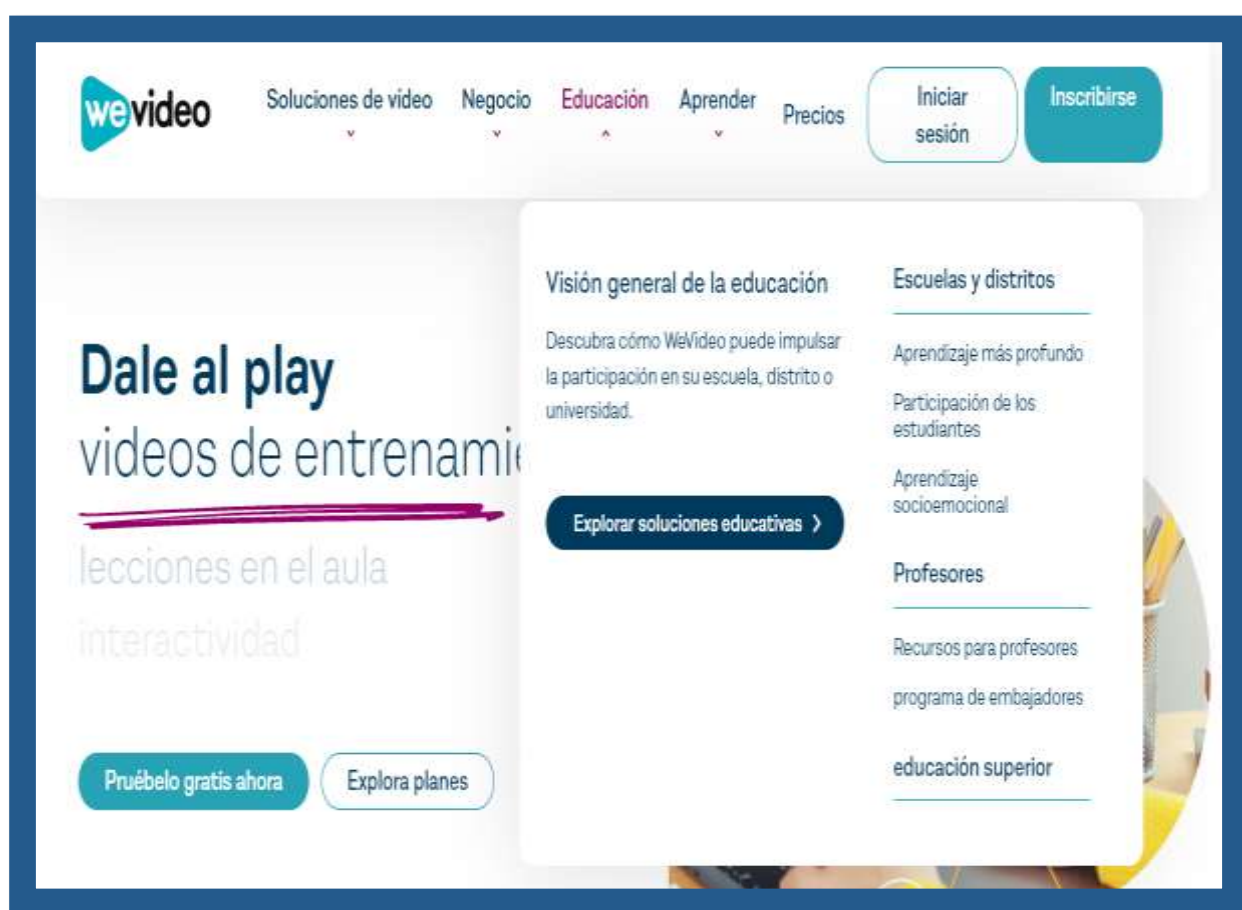 wevideo
Soluciones de video
Negocio
Educación
Aprender
Precios
Iniciar
sesión
Inscribirse
Dale al play
videos de entrenamie
lecciones en el aula
interactividad
Pruébelo gratis ahora
Explora planes
Visión general de la educación
Descubra cómo WeVideo puede impulsar
la participación en su escuela, distrito o
universidad.
Explorar soluciones educativas
Escuelas y distritos
Aprendizaje más profundo
Participación de los
estudiantes
Aprendizaje
socioemocional
Profesores
Recursos para profesores
programa de embajadores
educación superior